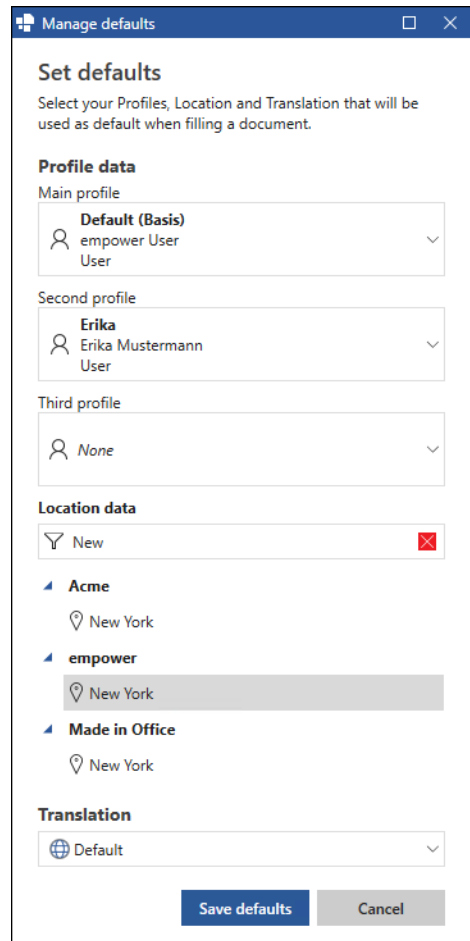 Manage defaults
Set defaults
Select your Profiles, Location and Translation that will be
used as default when filling a document.
Profile data
Main profile
Default (Basis)
empower User
User
Second profile
Erika
Erika Mustermann
User
Third profile
None
Location data
New
Acme
New York
empower
New York
Made in Office
New York
Translation
Default
Save defaults
Cancel